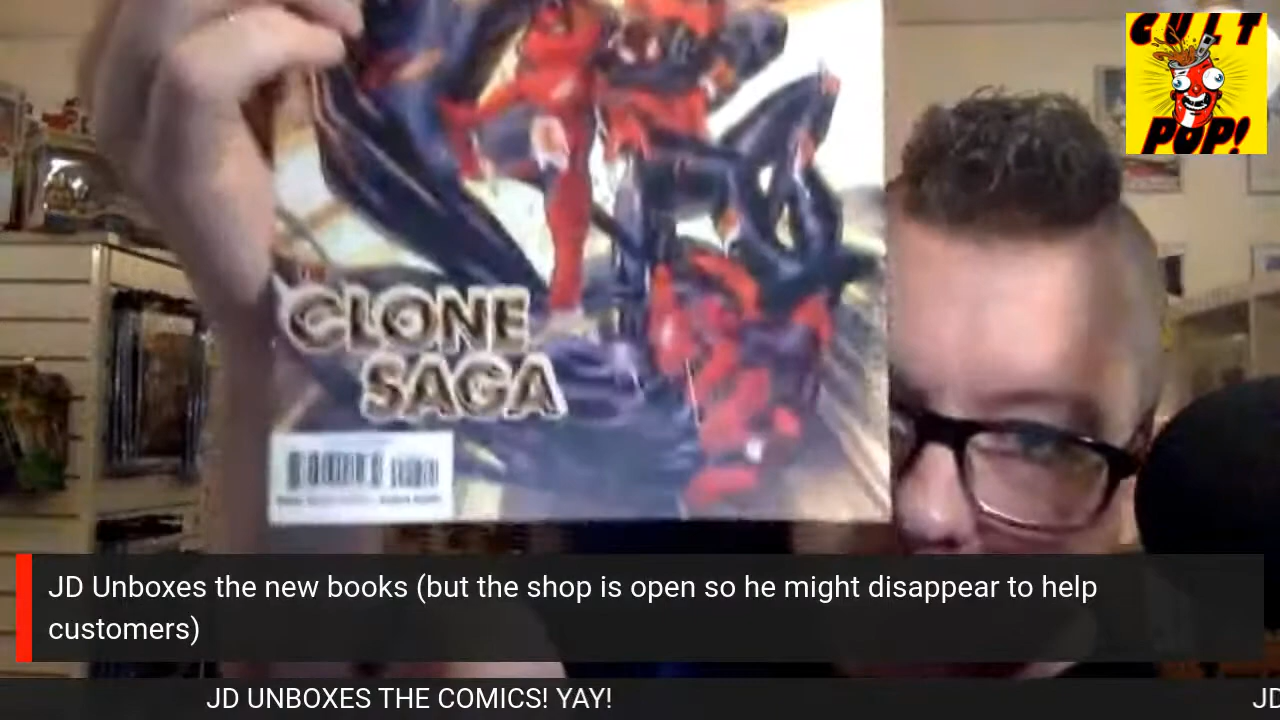 CULT
POP!
THE
CLONE
SAGA
JD Unboxes the new books (but the shop is open so he might disappear to help
customers)
JD UNBOXES THE COMICS! YAY!
JD